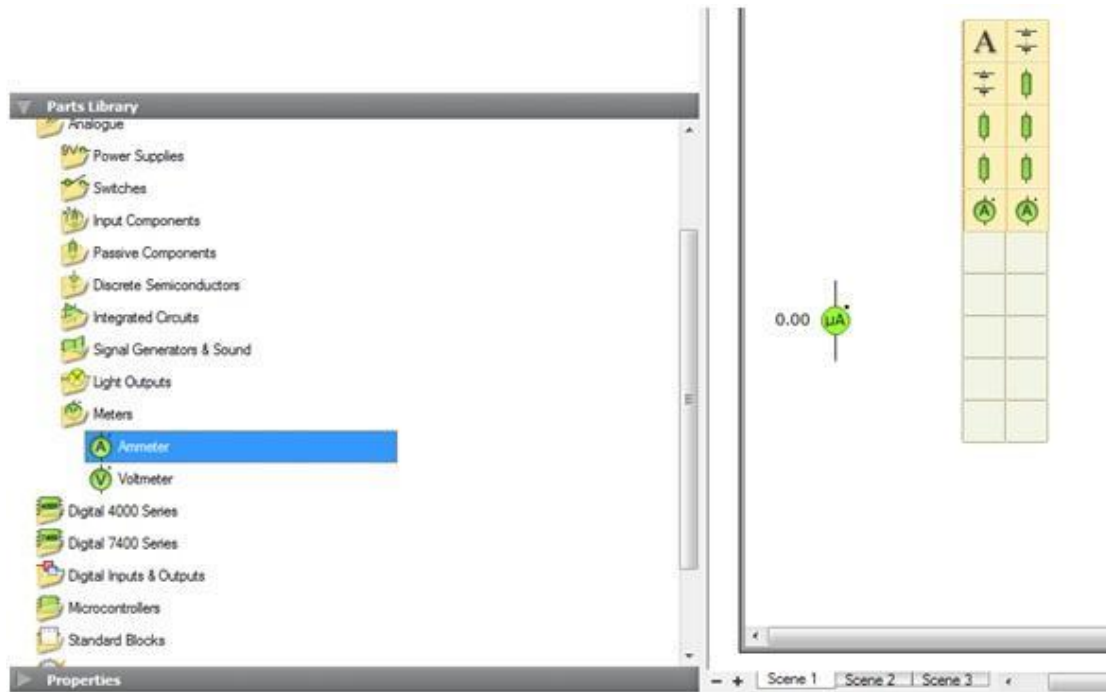 Parts Library
Analogue
9V Power Supplies
Switches
Input Components
Passive Components
Discrete Semiconductors
Integrated Circuits
Signal Generators & Sound
Light Outputs
Meters
A Ammeter
V Voltmeter
Digital 4000 Series
Digital 7400 Series
Digital Inputs & Outputs
Microcontrollers
Standard Blocks
Properties
A
A A
0.00 µA
- + Scene 1 Scene 2 Scene 3